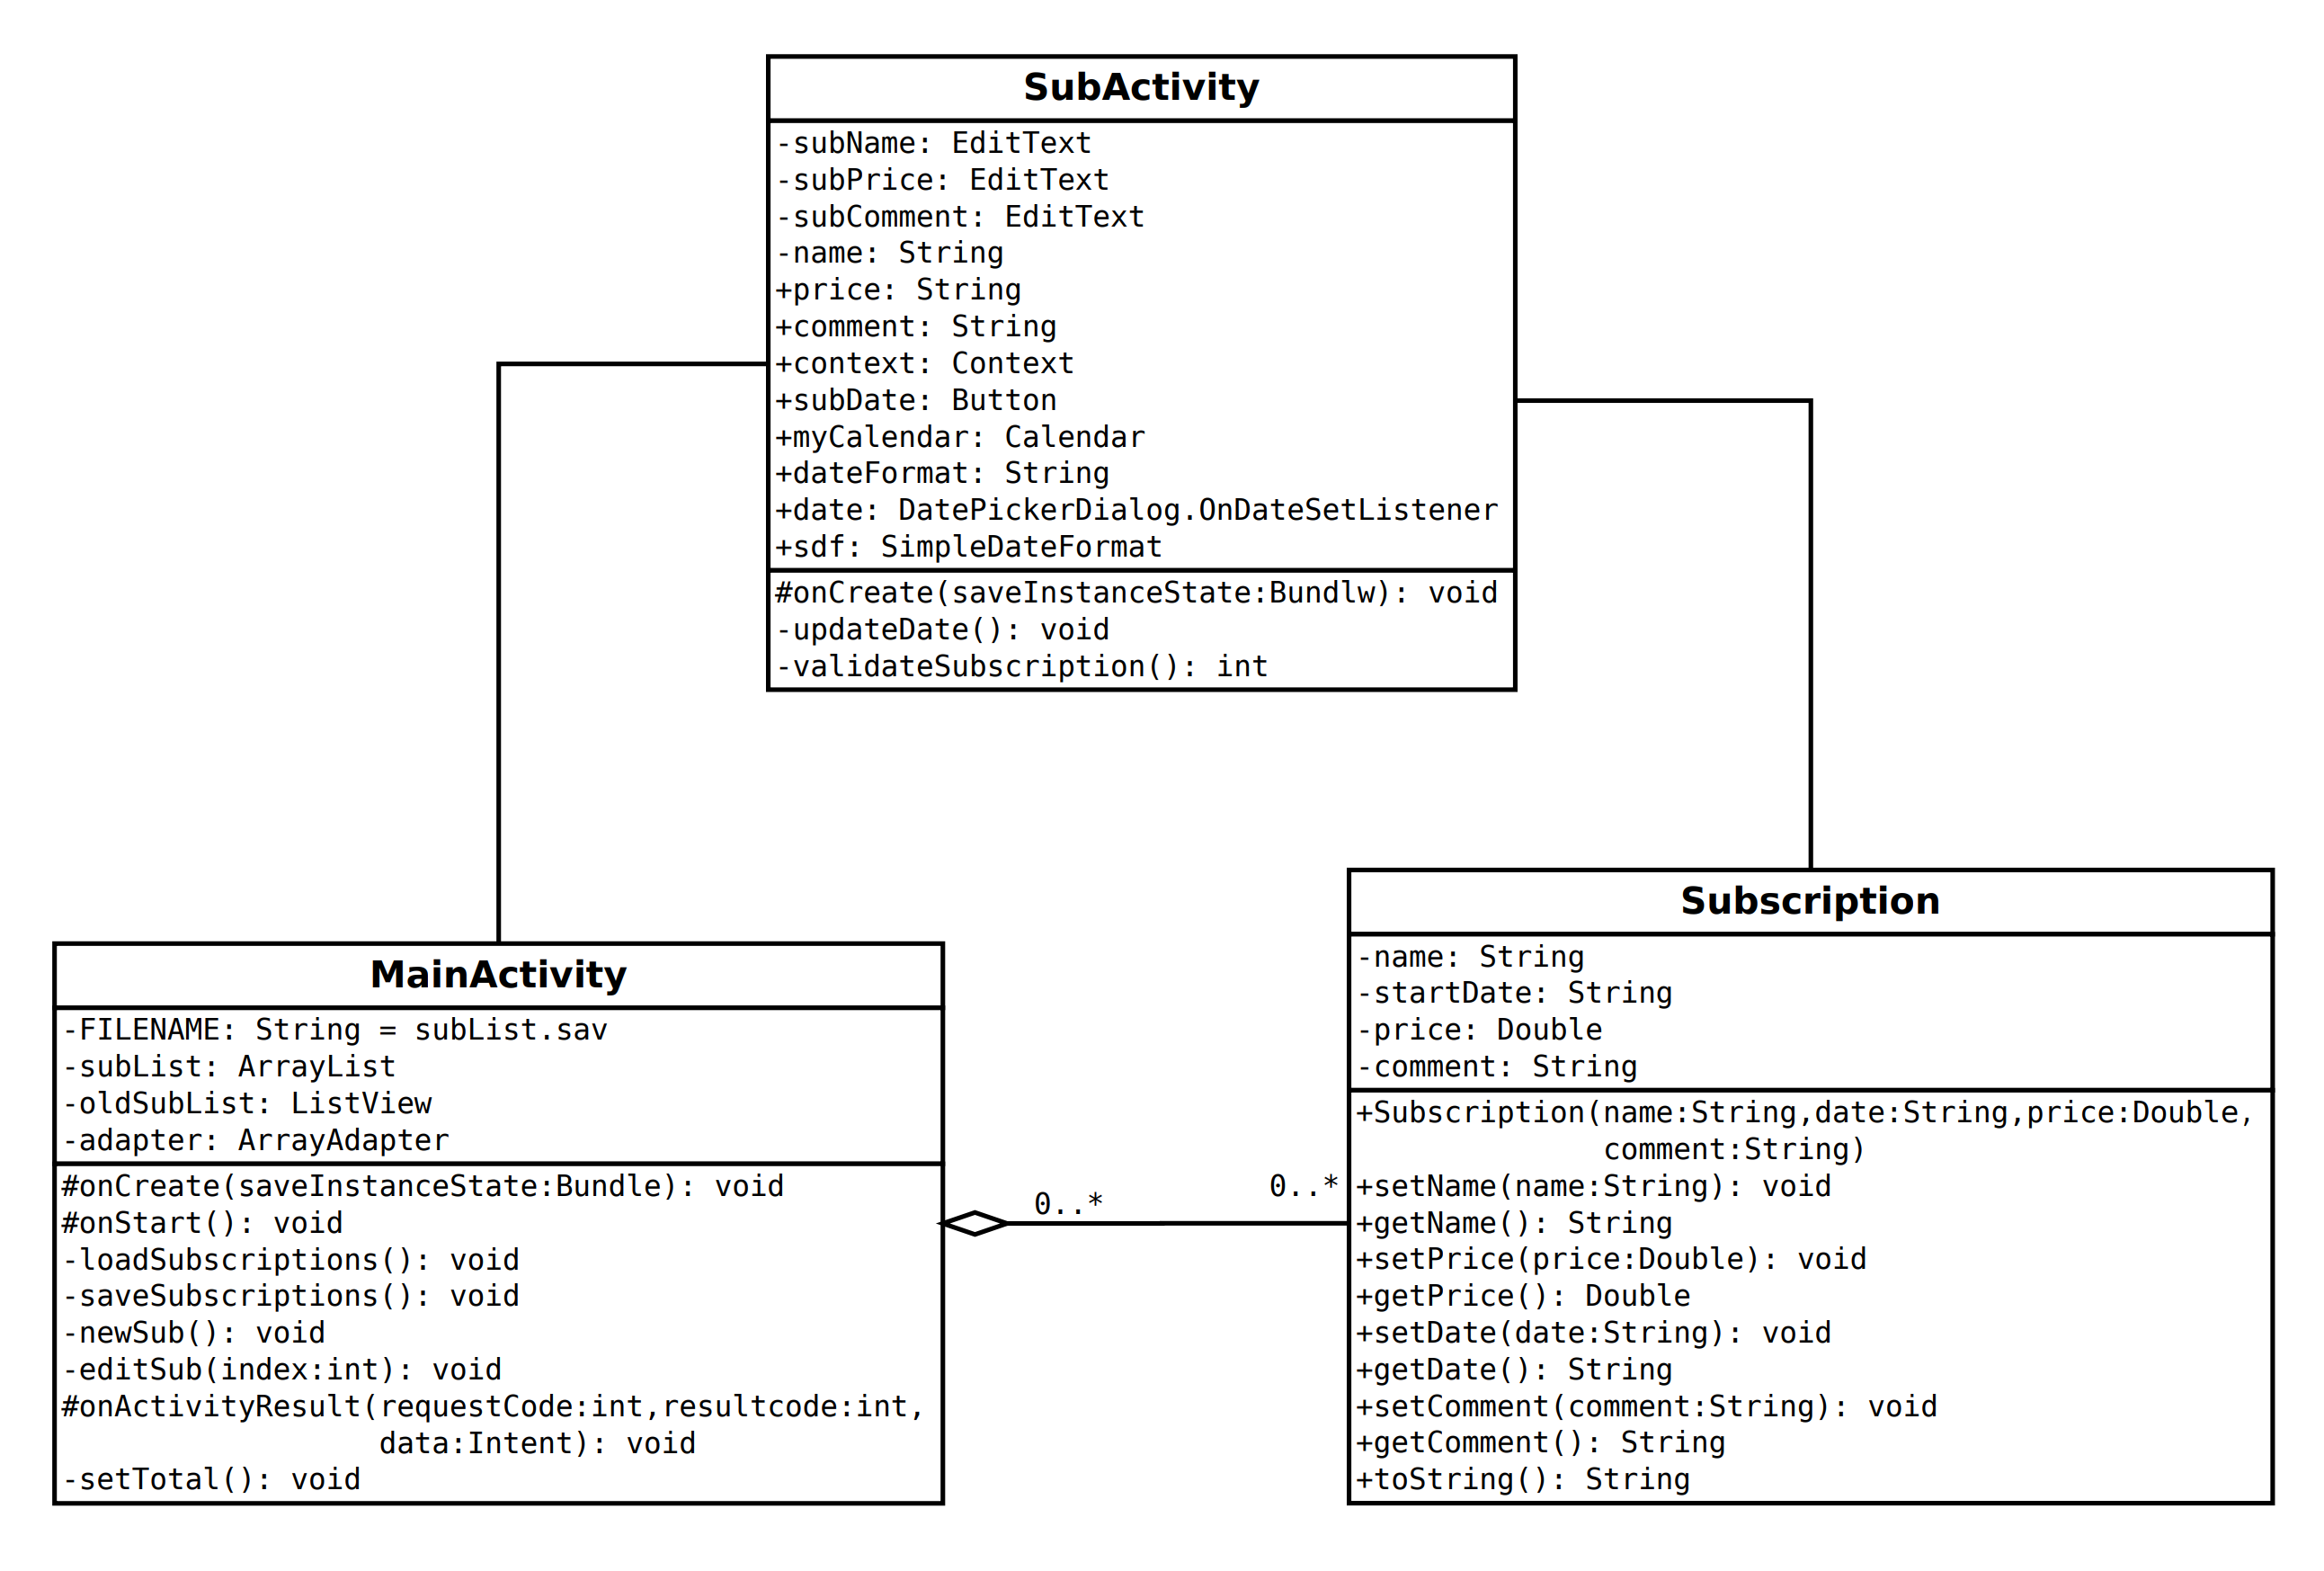 SubActivity
-subName: EditText
-subPrice: EditText
-subComment: EditText
-name: String
+price: String
+comment: String
+context: Context
+subDate: Button
+myCalendar: Calendar
+dateFormat: String
+date: DatePickerDialog.OnDateSetListener
+sdf: SimpleDateFormat
#onCreate(saveInstanceState:Bundlw): void
-updateDate(): void
-validateSubscription(): int
MainActivity
-FILENAME: String = subList.sav
-subList: ArrayList
-oldSubList: ListView
-adapter: ArrayAdapter
#onCreate(saveInstanceState:Bundle): void
#onStart(): void
-loadSubscriptions(): void
-saveSubscriptions(): void
-newSub(): void
-editSub(index:int): void
#onActivityResult(requestCode:int,resultcode:int,
data:Intent): void
-setTotal(): void
0..*
0..*
Subscription
-name: String
-startDate: String
-price: Double
-comment: String
+Subscription(name:String,date:String,price:Double,
comment:String)
+setName(name:String): void
+getName(): String
+setPrice(price:Double): void
+getPrice(): Double
+setDate(date:String): void
+getDate(): String
+setComment(comment:String): void
+getComment(): String
+toString(): String